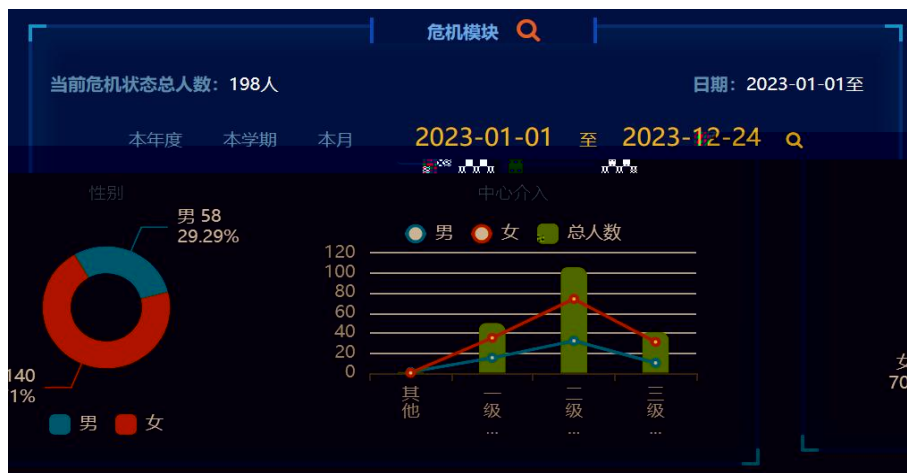 危机模块
当前危机状态总人数：198人
日期：2023-01-01至
本年度 本学期 本月 2023-01-01 至 2023-12-24
性别
中心介入
男 58
29.29%
男 女 总人数
120
100
80
60
40
20
0
其他 一级... 二级... 三级...
140
1%
男 女
女
70